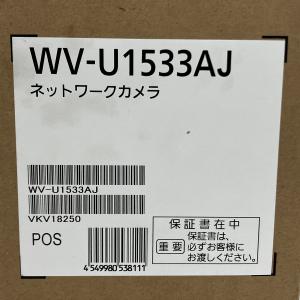 WV-U1533AJ
ネットワークカメラ
WV-U1533AJ
VKV18250
POS
4 549980 538111
保証書在中
重要
保証書は、
必ずお客様に
お渡しください。